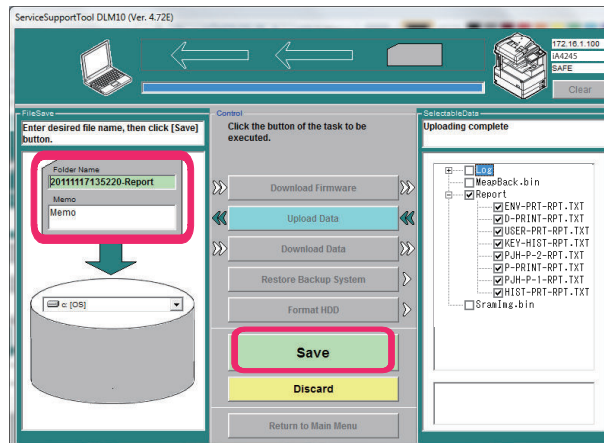 ServiceSupportTool DLM10 (Ver. 4.72E)
172.16.1.100
iA4245
SAFE
Clear
FileSave
Enter desired file name, then click [Save]
button.
Folder Name
20111117135220-Report
Memo
Memo
c: [OS]
Control
Click the button of the task to be
executed.
Download Firmware
Upload Data
Download Data
Restore Backup System
Format HDD
Save
Discard
Return to Main Menu
SelectableData
Uploading complete
Log
MeapBack.bin
Report
ENV-PRT-RPT.TXT
D-PRINT-RPT.TXT
USER-PRT-RPT.TXT
KEY-HIST-RPT.TXT
PJH-P-2-RPT.TXT
P-PRINT-RPT.TXT
PJH-P-1-RPT.TXT
HIST-PRT-RPT.TXT
SramImg.bin